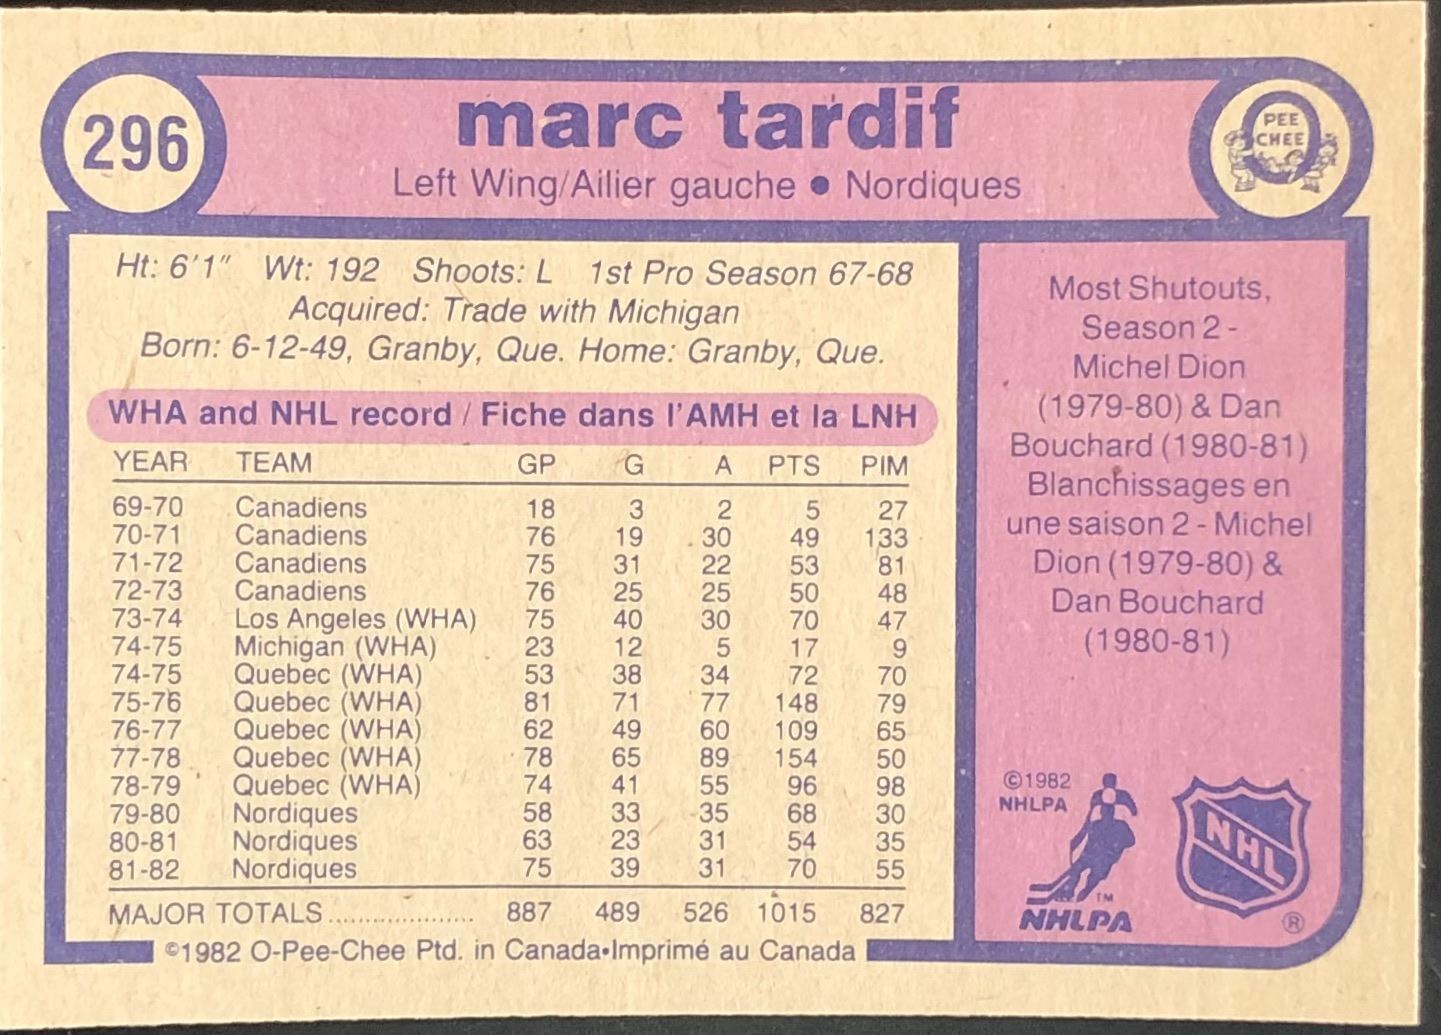 296
marc tardif
PEE
CHEE
Left Wing/Ailier gauche • Nordiques
Ht: 6'1" Wt: 192 Shoots: L 1st Pro Season 67-68
Acquired: Trade with Michigan
Born: 6-12-49, Granby, Que. Home: Granby, Que.
WHA and NHL record / Fiche dans l'AMH et la LNH
YEAR TEAM GP G A PTS PIM
69-70 Canadiens 18 3 2 5 27
70-71 Canadiens 76 19 30 49 133
71-72 Canadiens 75 31 22 53 81
72-73 Canadiens 76 25 25 50 48
73-74 Los Angeles (WHA) 75 40 30 70 47
74-75 Michigan (WHA) 23 12 5 17 9
74-75 Quebec (WHA) 53 38 34 72 70
75-76 Quebec (WHA) 81 71 77 148 79
76-77 Quebec (WHA) 62 49 60 109 65
77-78 Quebec (WHA) 78 65 89 154 50
78-79 Quebec (WHA) 74 41 55 96 98
79-80 Nordiques 58 33 35 68 30
80-81 Nordiques 63 23 31 54 35
81-82 Nordiques 75 39 31 70 55
MAJOR TOTALS.................... 887 489 526 1015 827
©1982 O-Pee-Chee Ptd. in Canada•Imprimé au Canada
Most Shutouts,
Season 2 -
Michel Dion
(1979-80) & Dan
Bouchard (1980-81)
Blanchissages en
une saison 2 - Michel
Dion (1979-80) &
Dan Bouchard
(1980-81)
©1982
NHLPA
TM
NHLPA
NHL
®